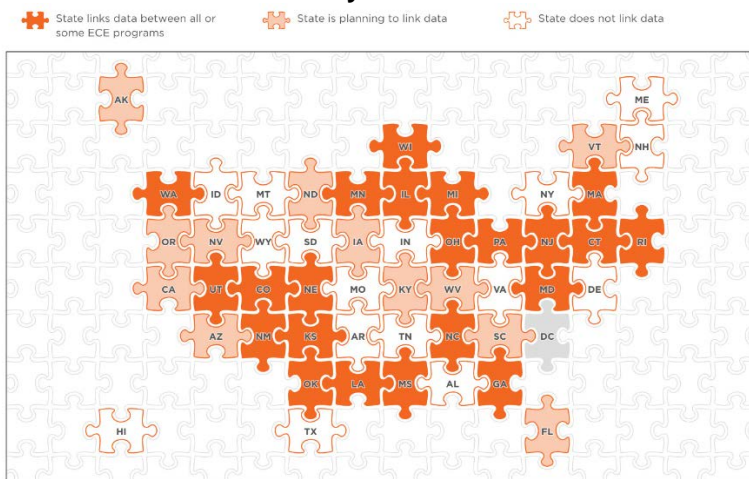 State links data between all or
some ECE programs
State is planning to link data
State does not link data
AK
ME
WI
VT
NH
WA
ID
MT
ND
MN
IL
MI
NY
MA
OR
NV
WY
SD
IA
IN
OH
PA
NJ
CT
RI
CA
UT
CO
NE
MO
KY
WV
VA
MD
DE
AZ
NM
KS
AR
TN
NC
SC
DC
OK
LA
MS
AL
GA
HI
TX
FL